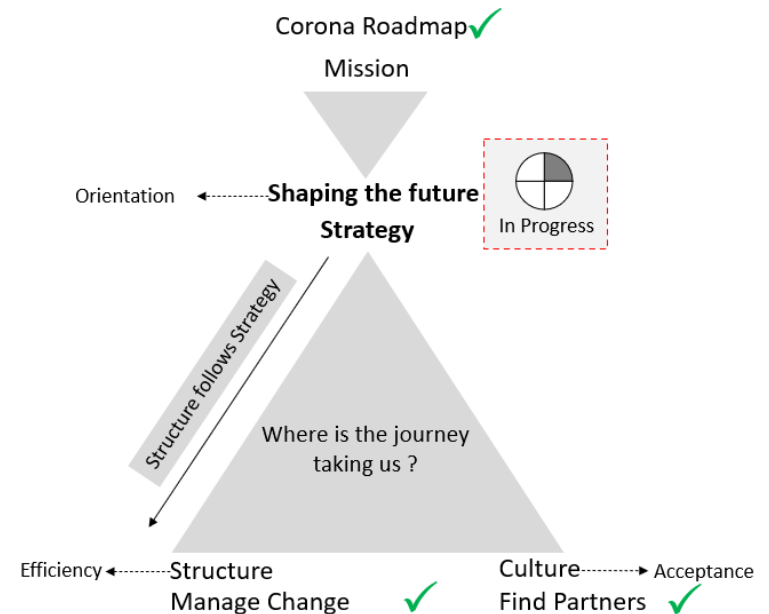 Corona Roadmap
Mission
Orientation
Shaping the future
Strategy
In Progress
Structure follows Strategy
Where is the journey
taking us ?
Efficiency
Structure
Manage Change
Culture
Acceptance
Find Partners